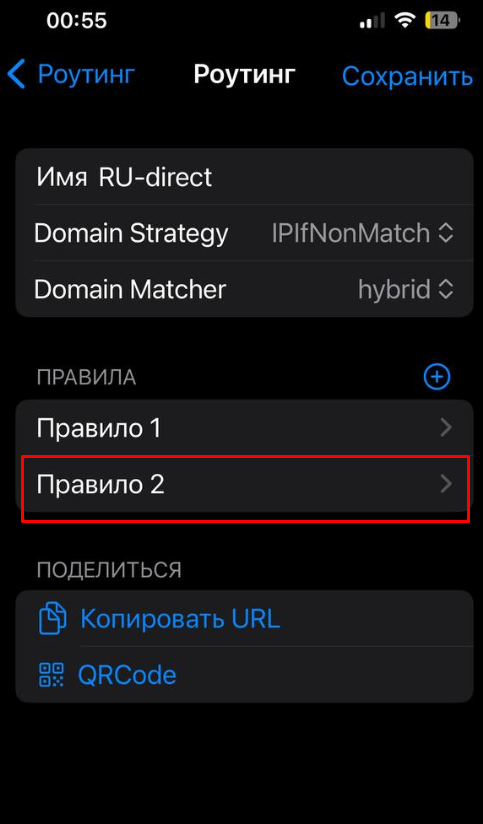 00:55 14
Роутинг Роутинг Сохранить
Имя RU-direct
Domain Strategy IPIfNonMatch
Domain Matcher hybrid
ПРАВИЛА
Правило 1
Правило 2
ПОДЕЛИТЬСЯ
Копировать URL
QRCode